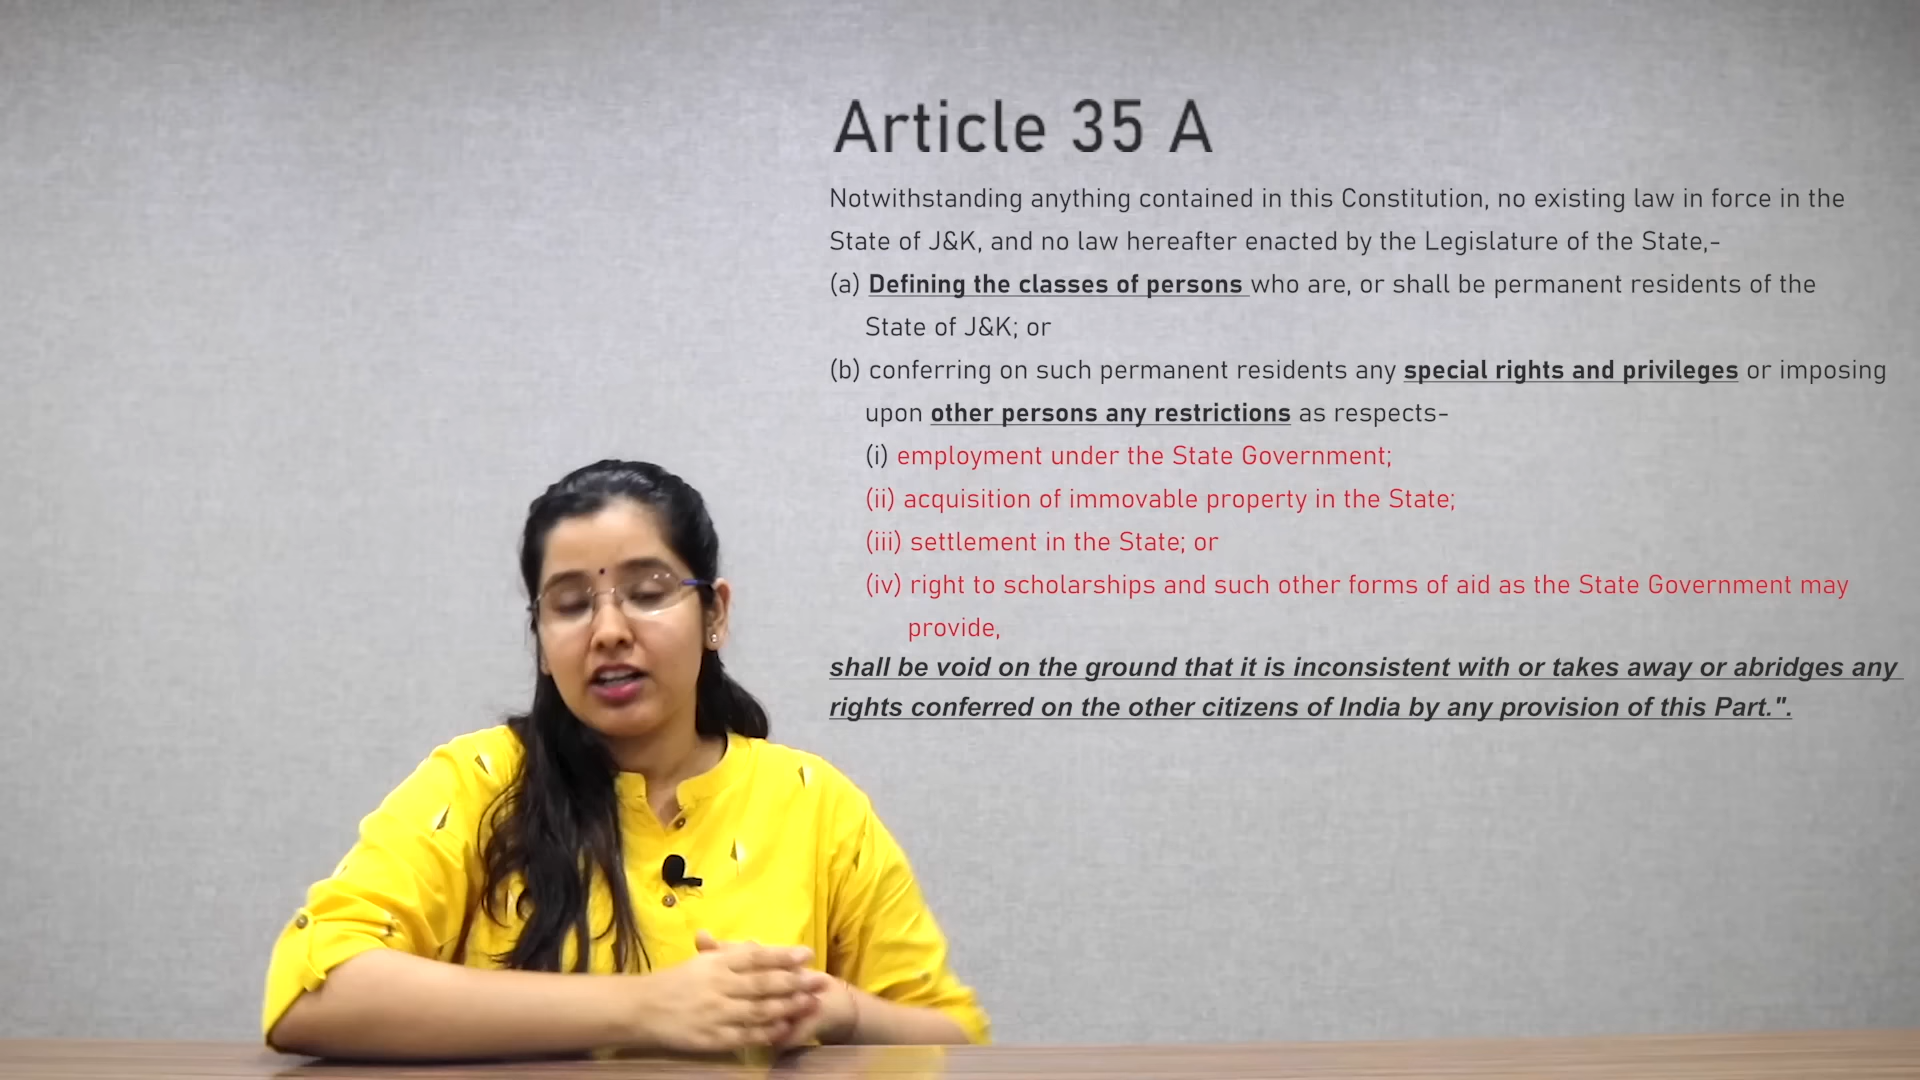 Article 35 A
Notwithstanding anything contained in this Constitution, no existing law in force in the
State of J&K, and no law hereafter enacted by the Legislature of the State,-
(a) Defining the classes of persons who are, or shall be permanent residents of the
State of J&K; or
(b) conferring on such permanent residents any special rights and privileges or imposing
upon other persons any restrictions as respects-
(i) employment under the State Government;
(ii) acquisition of immovable property in the State;
(iii) settlement in the State; or
(iv) right to scholarships and such other forms of aid as the State Government may
provide,
shall be void on the ground that it is inconsistent with or takes away or abridges any
rights conferred on the other citizens of India by any provision of this Part.".